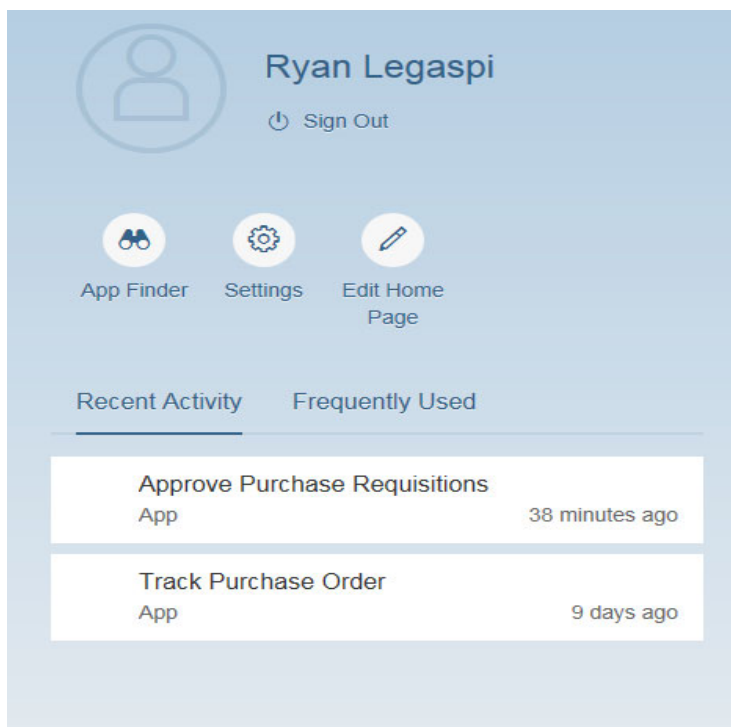 Ryan Legaspi
Sign Out
App Finder
Settings
Edit Home
Page
Recent Activity
Frequently Used
Approve Purchase Requisitions
App
38 minutes ago
Track Purchase Order
App
9 days ago